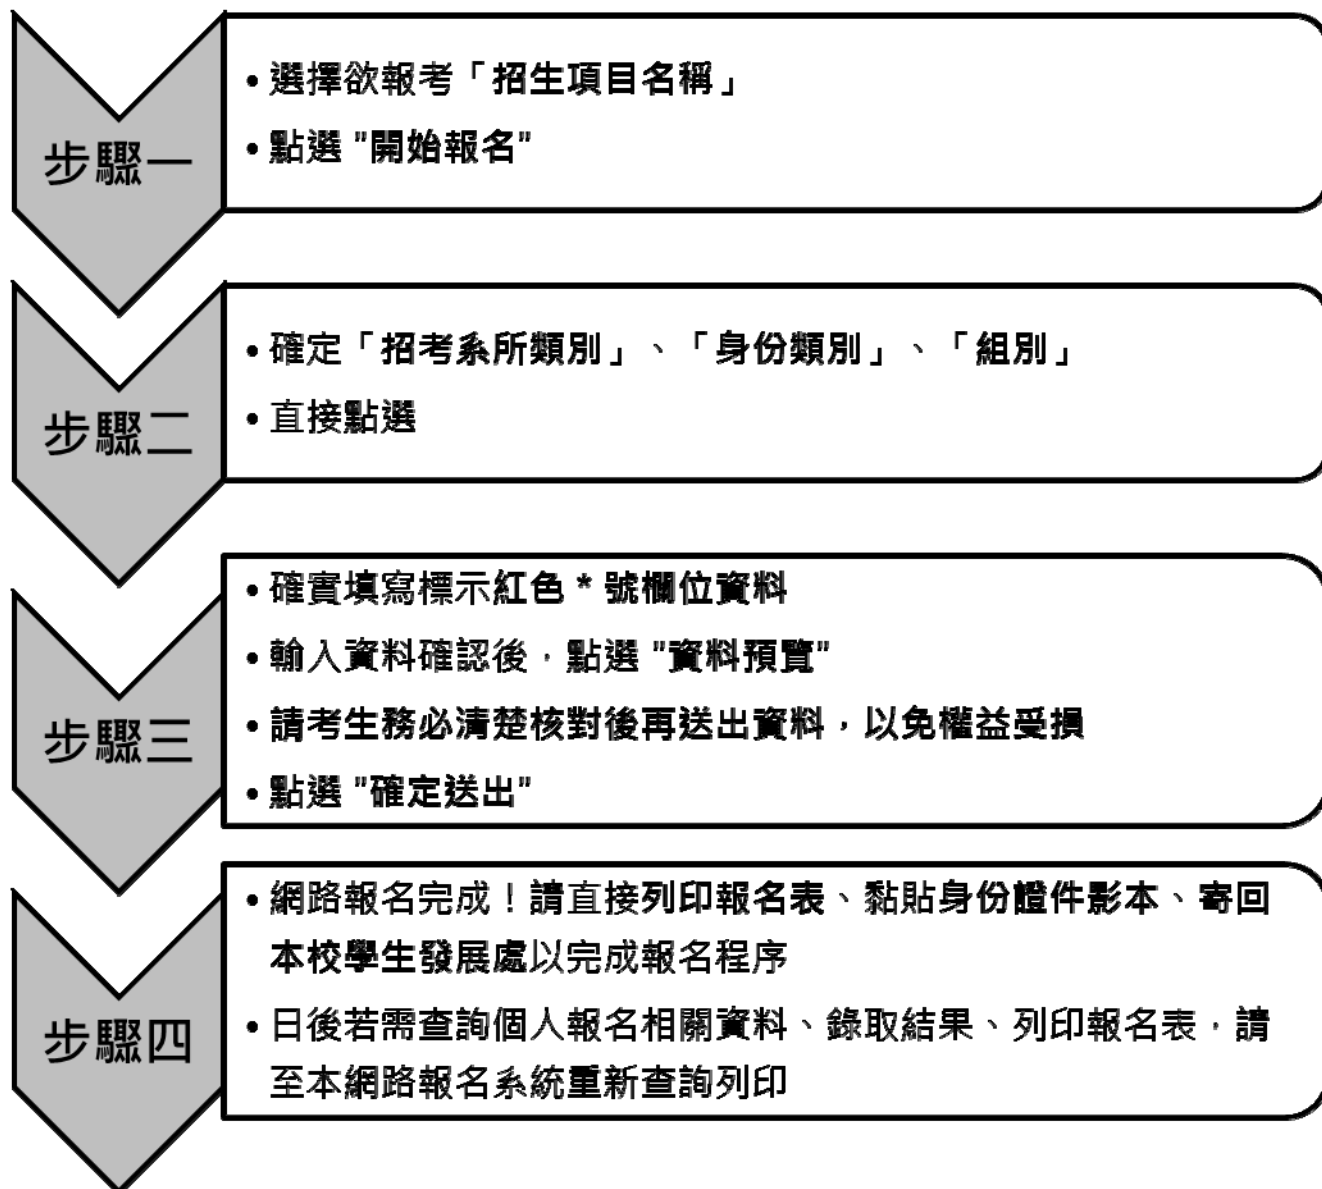 步驟一
• 選擇欲報考「招生項目名稱」
• 點選 "開始報名"
步驟二
• 確定「招考系所類別」、「身份類別」、「組別」
• 直接點選
步驟三
• 確實填寫標示紅色 * 號欄位資料
• 輸入資料確認後，點選 "資料預覽"
• 請考生務必清楚核對後再送出資料，以免權益受損
• 點選 "確定送出"
步驟四
• 網路報名完成！請直接列印報名表、黏貼身份證件影本、寄回
本校學生發展處以完成報名程序
• 日後若需查詢個人報名相關資料、錄取結果、列印報名表，請
至本網路報名系統重新查詢列印